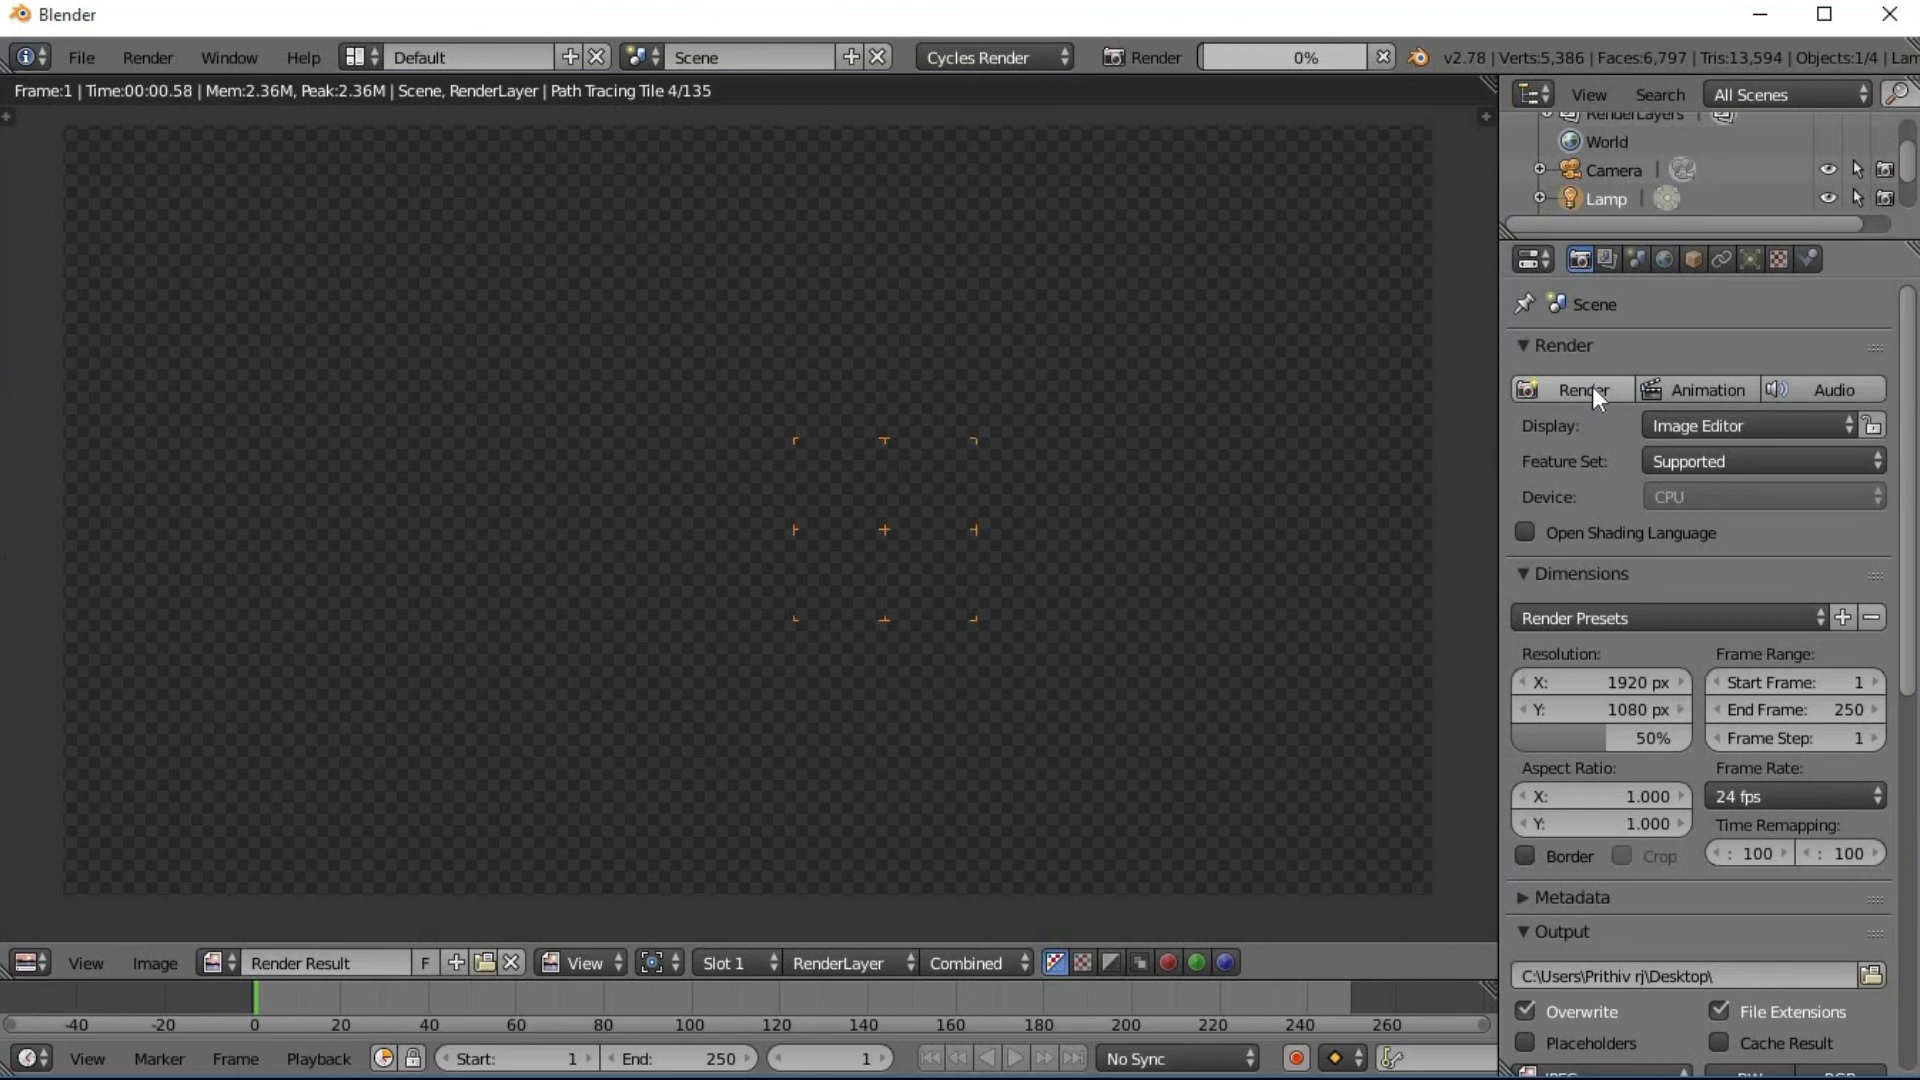 Blender
File Render Window Help Default Scene Cycles Render Render 0% v2.78 | Verts:5,386 | Faces:6,797 | Tris:13,594 | Objects:1/4 | Lam
Frame:1 | Time:00:00.58 | Mem:2.36M, Peak:2.36M | Scene, RenderLayer | Path Tracing Tile 4/135
View Search All Scenes
RenderLayers
World
Camera
Lamp
Scene
Render
Render Animation Audio
Display: Image Editor
Feature Set: Supported
Device: CPU
Open Shading Language
Dimensions
Render Presets
Resolution: Frame Range:
X: 1920 px Start Frame: 1
Y: 1080 px End Frame: 250
50% Frame Step: 1
Aspect Ratio: Frame Rate:
X: 1.000 24 fps
Y: 1.000 Time Remapping:
Border Crop : 100 : 100
Metadata
Output
C:\Users\Prithiv rj\Desktop\
Overwrite File Extensions
Placeholders Cache Result
View Image Render Result F View Slot 1 RenderLayer Combined
-40 -20 0 20 40 60 80 100 120 140 160 180 200 220 240 260
View Marker Frame Playback Start: 1 End: 250 1 No Sync